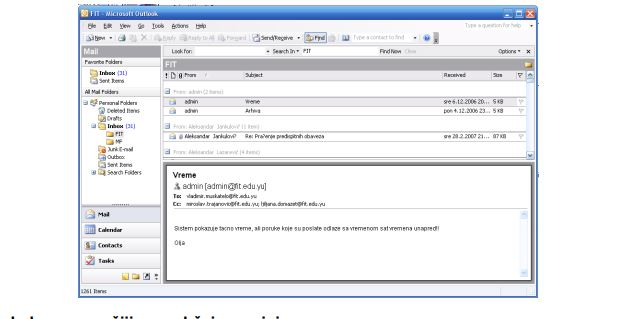 FIT - Microsoft Outlook
File Edit View Go Tools Actions Help
Type a question for help
New Reply Reply to All Forward Send/Receive Find Type a contact to find
Mail
Look for: Search In FIT Find Now Clear Options
Favorite Folders
Inbox (31)
Sent Items
All Mail Folders
Personal Folders
Deleted Items
Drafts
Inbox (31)
FIT
MF
Junk E-mail
Outbox
Sent Items
Search Folders
Mail
Calendar
Contacts
Tasks
FIT
From Subject Received Size
From: admin (2 items)
admin Vreme sre 6.12.2006 20... 5 KB
admin Arhiva pon 4.12.2006 23... 5 KB
From: Aleksandar Jankulović (1 item)
Aleksandar Jankulović Re: Praćenje predispitnih obaveza sre 28.2.2007 21... 87 KB
From: Aleksandar Lazarević (4 items)
Vreme
admin [admin@fit.edu.yu]
To: vladimir.muskatelo@fit.edu.yu
Cc: miroslav.trajanovic@fit.edu.yu; biljana.domazet@fit.edu.yu
Sistem pokazuje tacno vreme, ali poruke koje su poslate odlaze sa vremenom sat vremena unapred!!
Olja
1261 Items